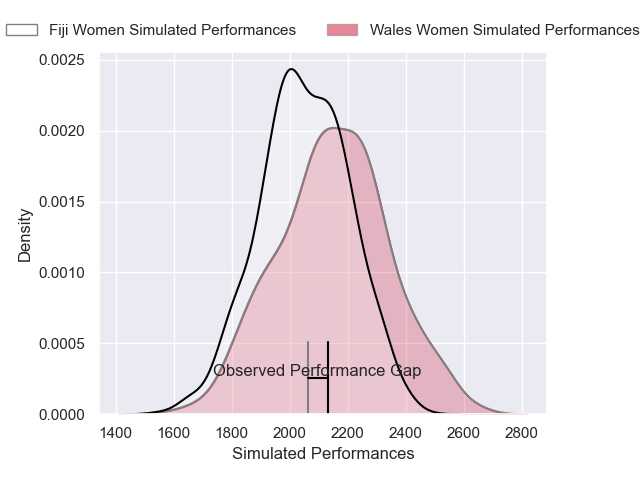 Fiji Women Simulated Performances
Wales Women Simulated Performances
0.0025
0.0020
0.0015
0.0010
0.0005
0.0000
Density
Observed Performance Gap
1400 1600 1800 2000 2200 2400 2600 2800
Simulated Performances